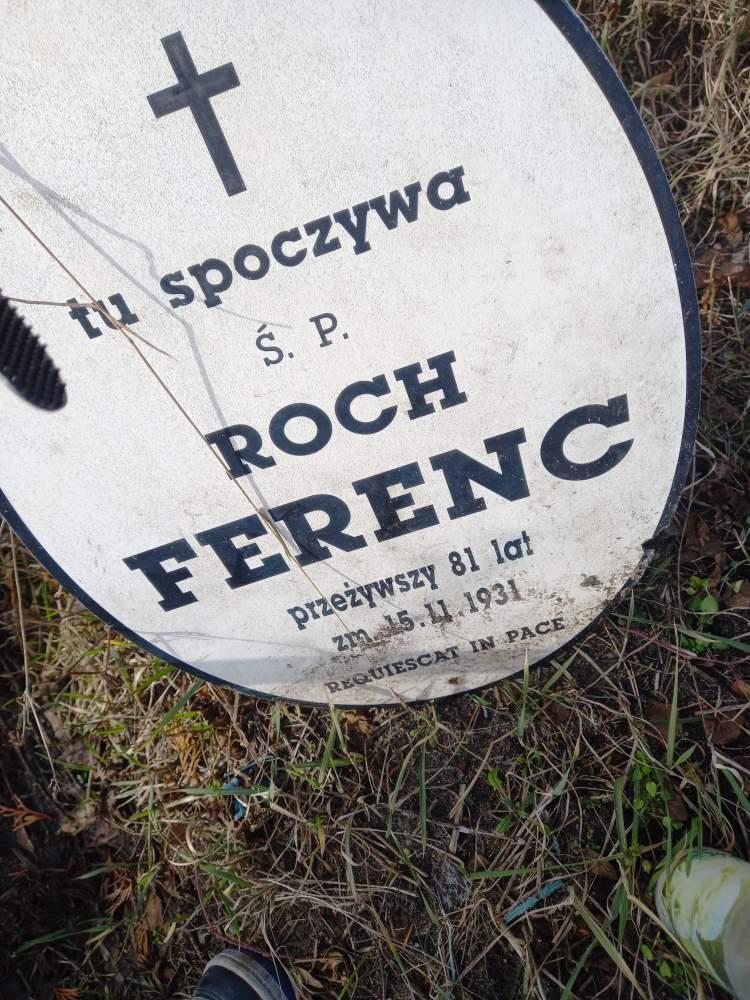 tu spoczywa
Ś. P.
ROCH
FERENC
przeżywszy 81 lat
zm. 15.11.1931
REQUIESCAT IN PACE